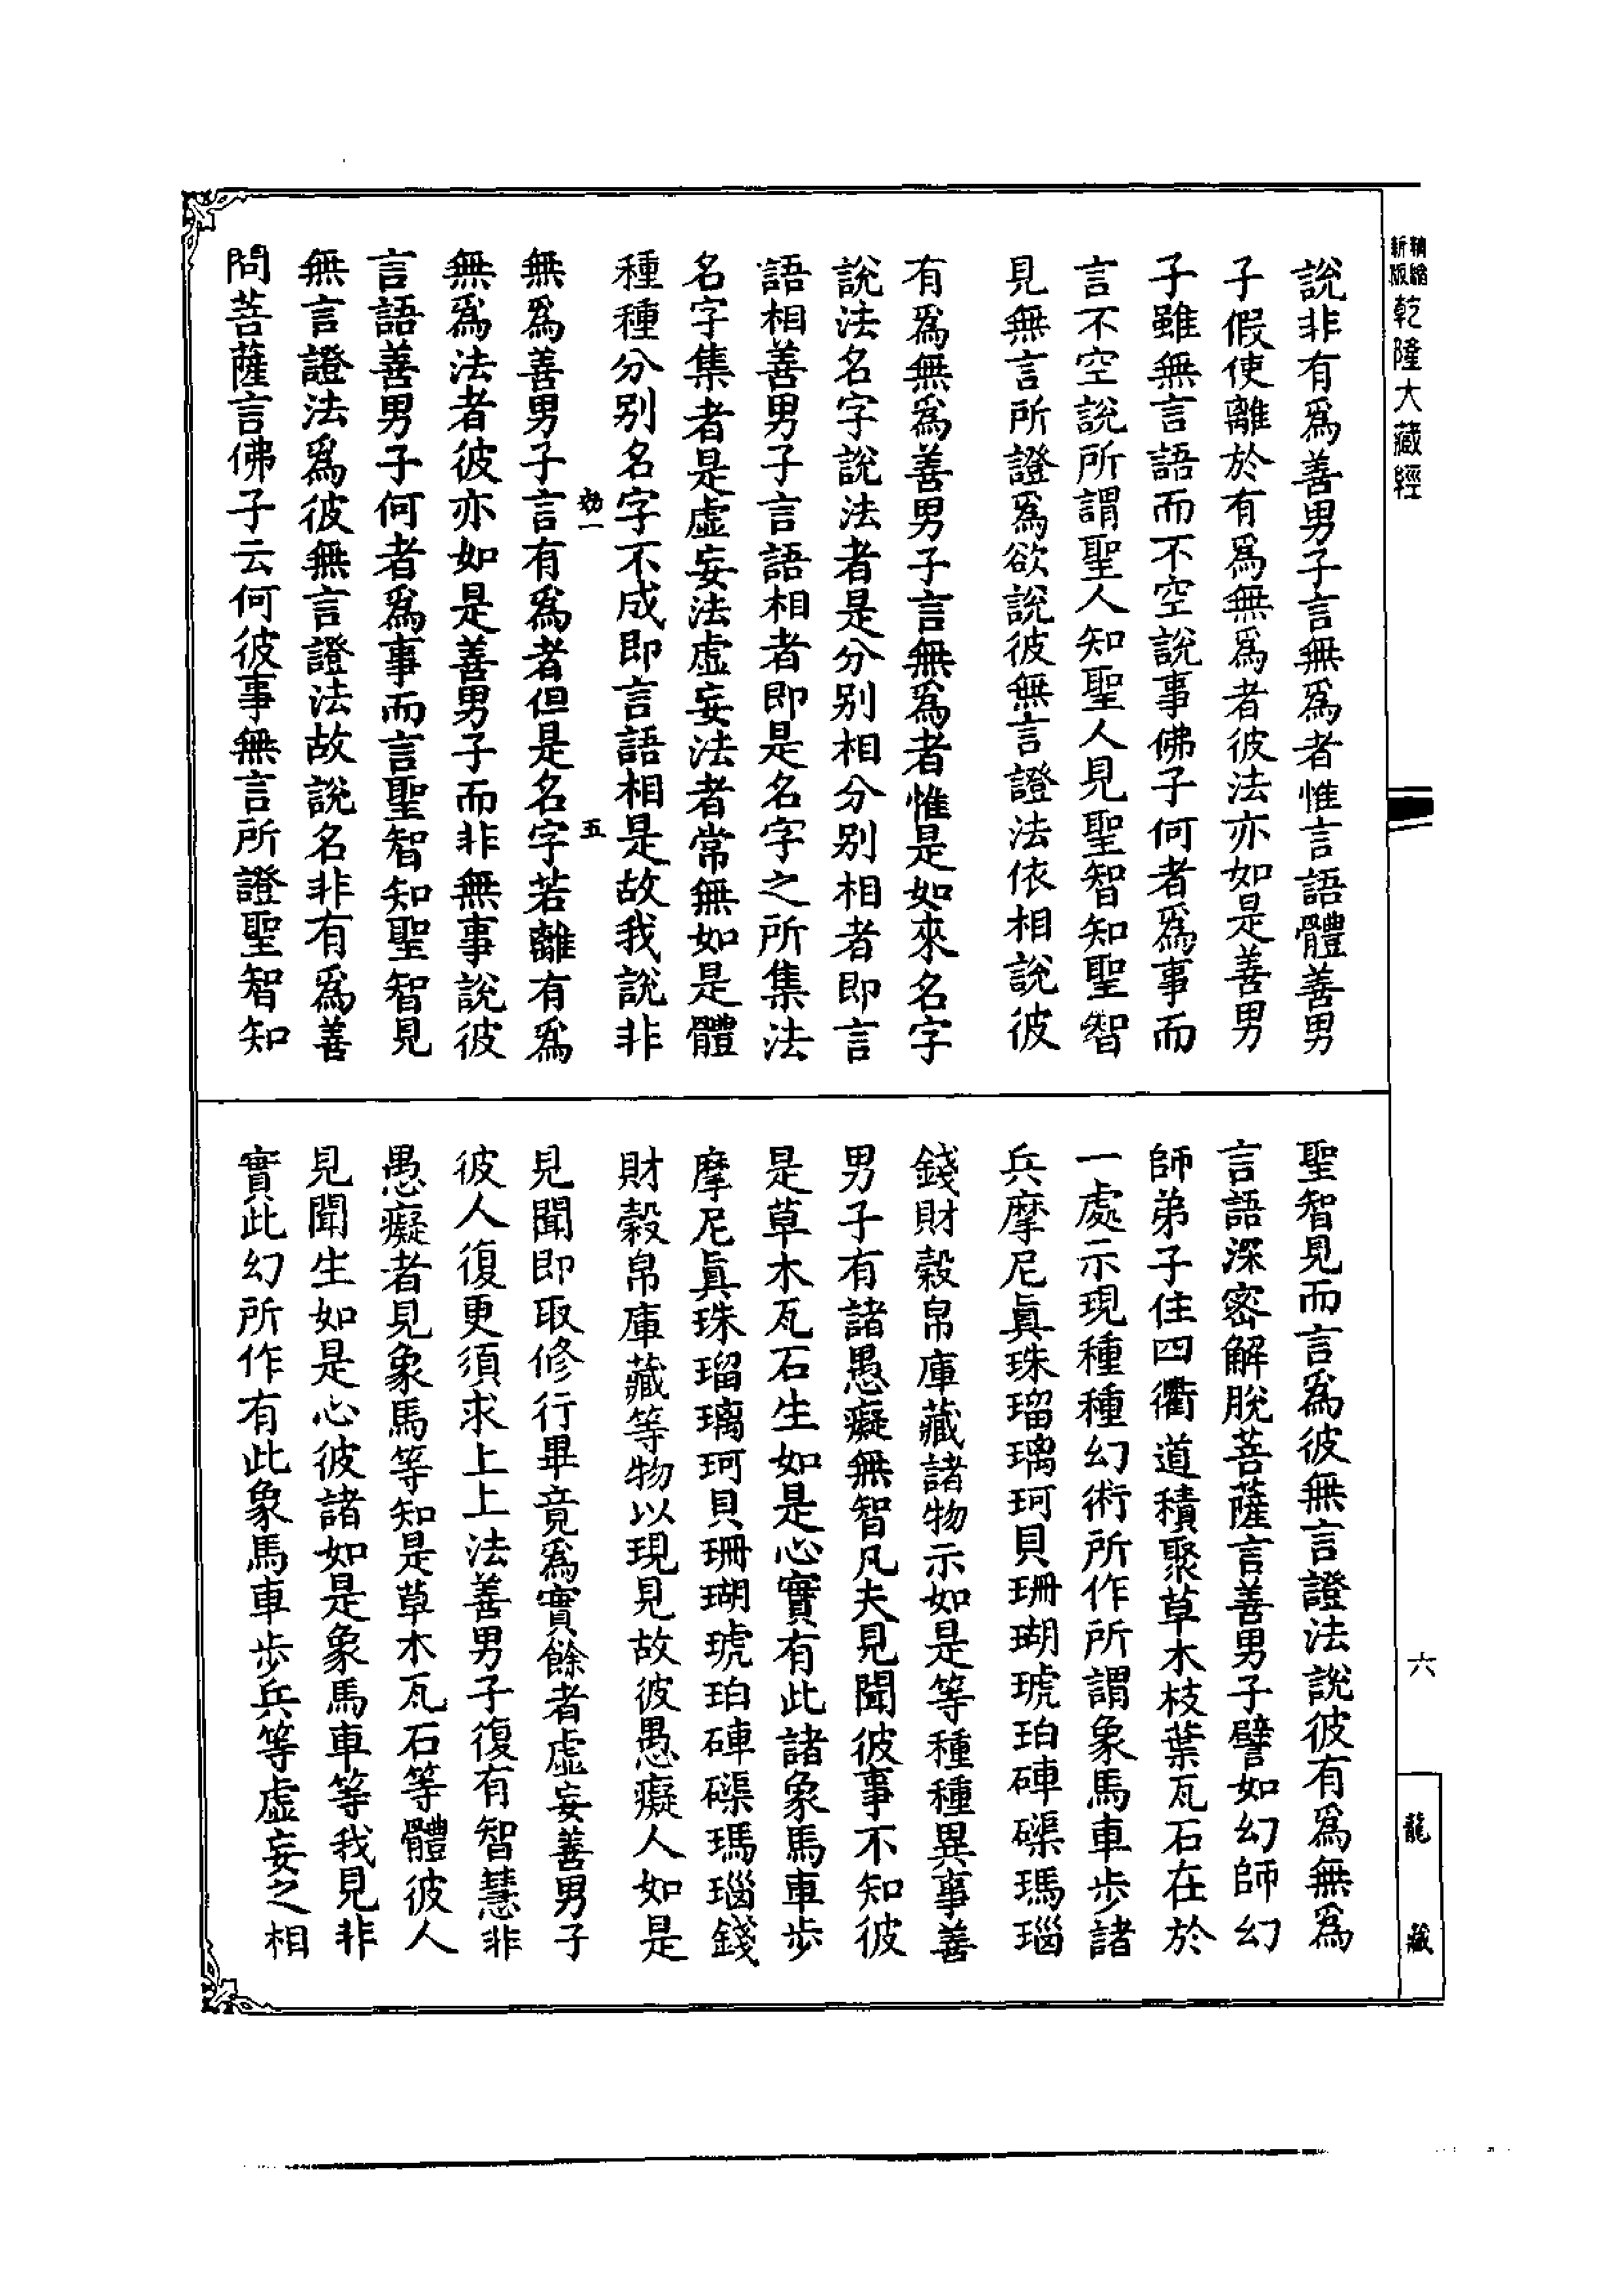 精縮新版乾隆大藏經
六
龍藏
說非有爲善男子言無爲者惟言語體善男
子假使離於有爲無爲者彼法亦如是善男
子雖無言語而不空說事佛子何者爲事而
言不空說所謂聖人知聖人見聖智知聖智
見無言所證爲欲說彼無言證法依相說彼
有爲無爲善男子言無爲者惟是如來名字
說法名字說法者是分別相分別相者即言
語相善男子言語相者即是名字之所集法
名字集者是虛妄法虛妄法者常無如是體
種種分別名字不成即言語相是故我說非
効一
五
無爲善男子言有爲者但是名字若離有爲
無爲法者彼亦如是善男子而非無事說彼
言語善男子何者爲事而言聖智知聖智見
無言證法爲彼無言證法故說名非有爲善
問菩薩言佛子云何彼事無言所證聖智知
聖智見而言爲彼無言證法說彼有爲無爲
言語深密解脫菩薩言善男子譬如幻師幻
師弟子住四衢道積聚草木枝葉瓦石在於
一處示現種種幻術所作所謂象馬車步諸
兵摩尼眞珠瑠璃珂貝珊瑚琥珀硨磲瑪瑙
錢財穀帛庫藏諸物示如是等種種異事善
男子有諸愚癡無智凡夫見聞彼事不知彼
是草木瓦石生如是心實有此諸象馬車步
摩尼眞珠瑠璃珂貝珊瑚琥珀硨磲瑪瑙錢
財穀帛庫藏等物以現見故彼愚癡人如是
見聞即取修行畢竟爲實餘者虛妄善男子
彼人復更須求上上法善男子復有智慧非
愚癡者見象馬等知是草木瓦石等體彼人
見聞生如是心彼諸如是象馬車等我見非
實此幻所作有此象馬車步兵等虛妄之相